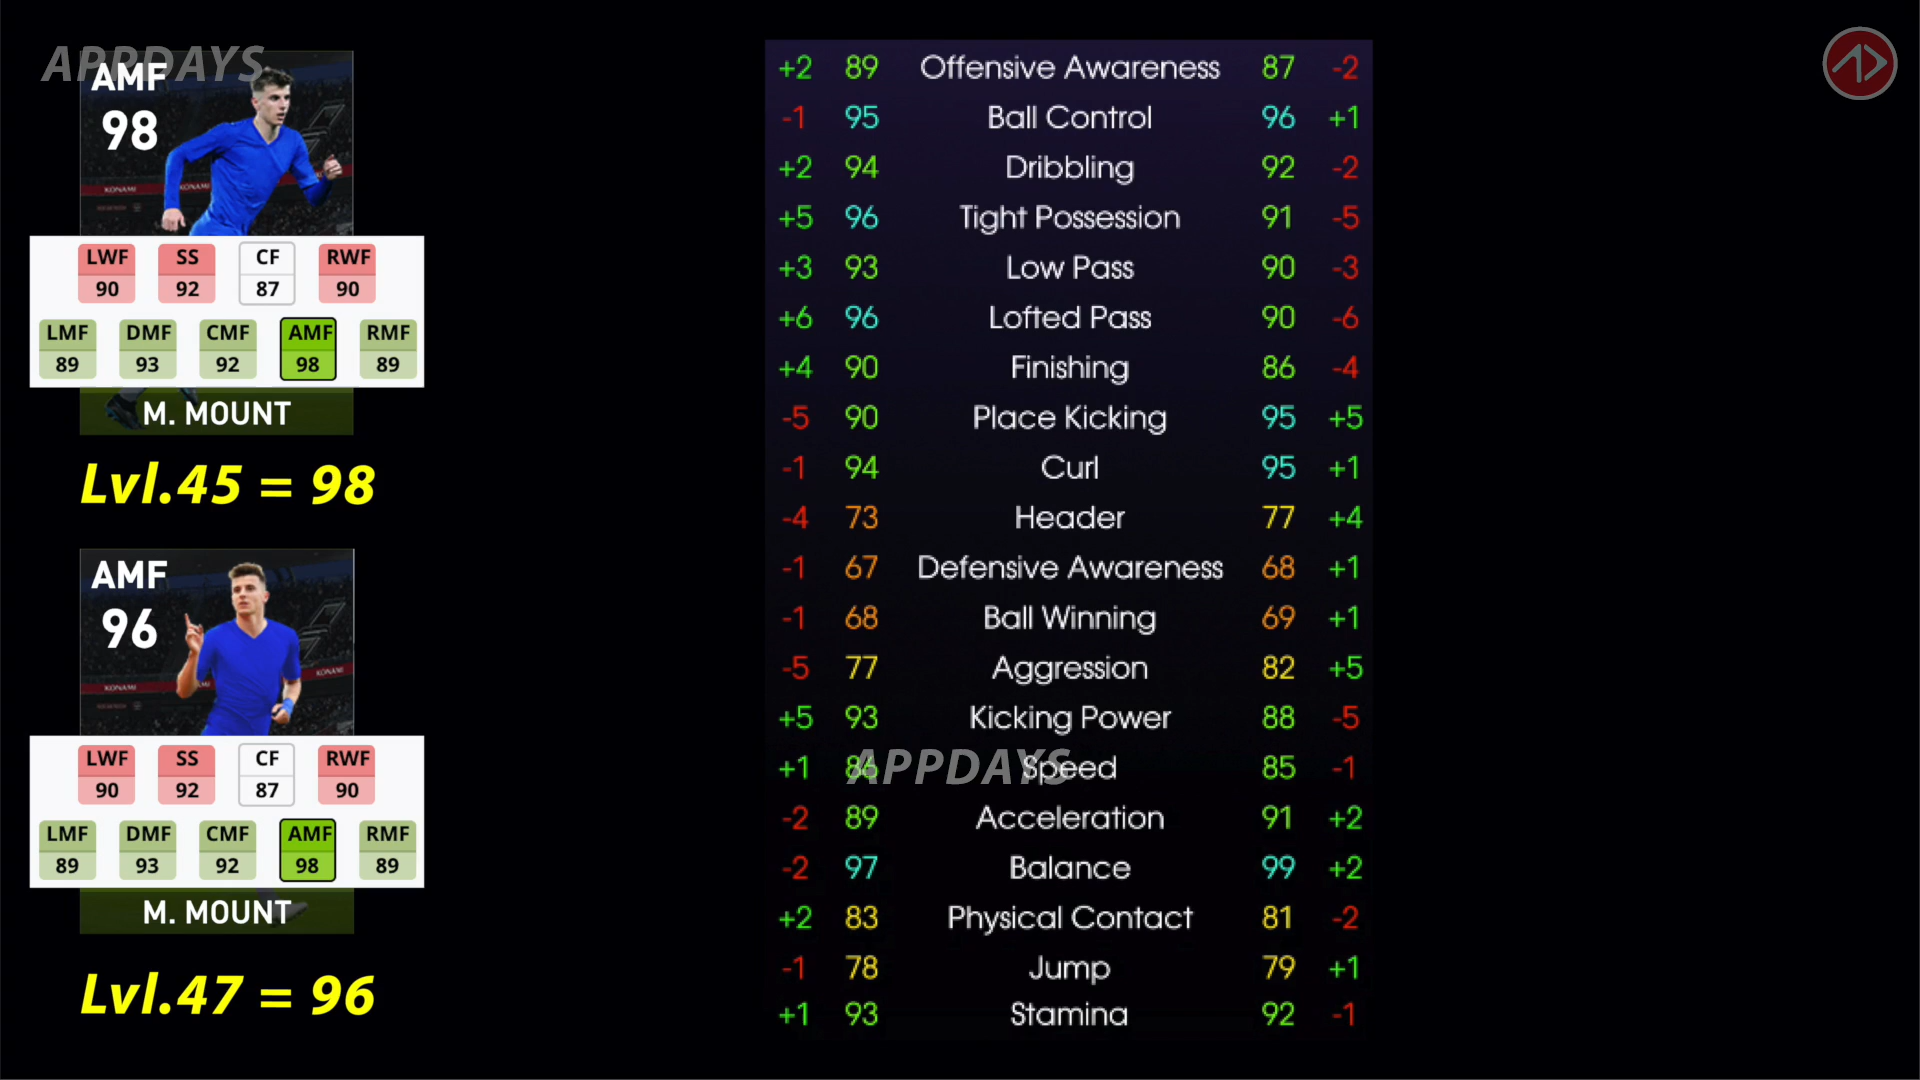 APPDAYS
AMF
98
KONAMI KONAMI
LWF SS CF RWF
90 92 87 90
LMF DMF CMF AMF RMF
89 93 92 98 89
M. MOUNT
Lvl.45 = 98
AMF
96
KONAMI KONAMI
LWF SS CF RWF
90 92 87 90
LMF DMF CMF AMF RMF
89 93 92 98 89
M. MOUNT
Lvl.47 = 96
+2 89 Offensive Awareness 87 -2
-1 95 Ball Control 96 +1
+2 94 Dribbling 92 -2
+5 96 Tight Possession 91 -5
+3 93 Low Pass 90 -3
+6 96 Lofted Pass 90 -6
+4 90 Finishing 86 -4
-5 90 Place Kicking 95 +5
-1 94 Curl 95 +1
-4 73 Header 77 +4
-1 67 Defensive Awareness 68 +1
-1 68 Ball Winning 69 +1
-5 77 Aggression 82 +5
+5 93 Kicking Power 88 -5
APPDAYS
+1 86 Speed 85 -1
-2 89 Acceleration 91 +2
-2 97 Balance 99 +2
+2 83 Physical Contact 81 -2
-1 78 Jump 79 +1
+1 93 Stamina 92 -1